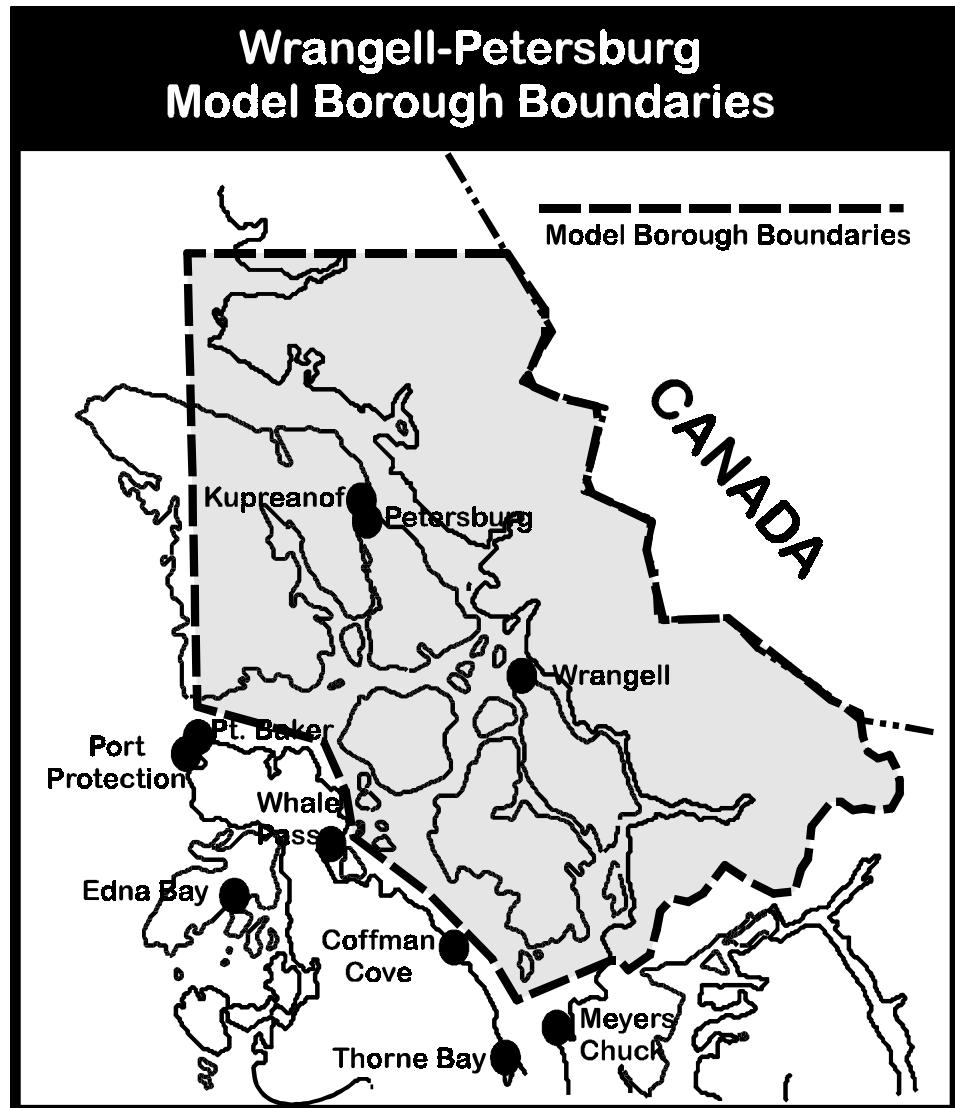 Wrangell-Petersburg
Model Borough Boundaries
Model Borough Boundaries
CANADA
Kupreanof
Petersburg
Wrangell
Pt. Baker
Port
Protection
Whale
Pass
Edna Bay
Coffman
Cove
Meyers
Chuck
Thorne Bay